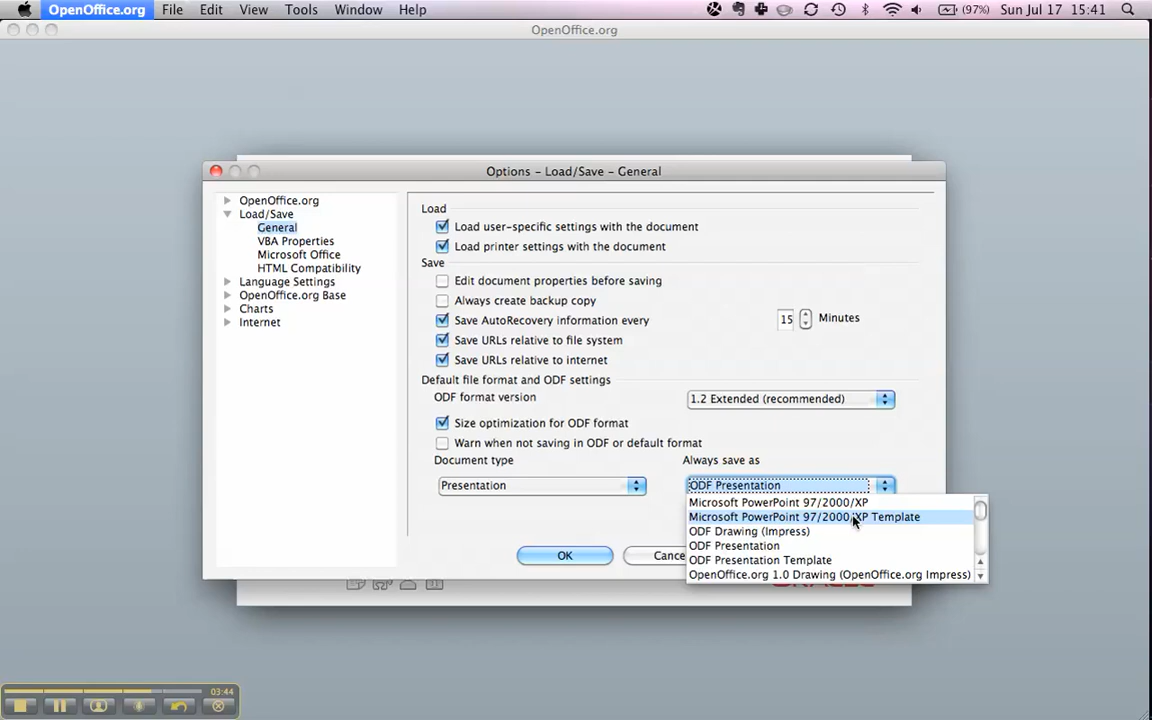 OpenOffice.org File Edit View Tools Window Help (97%) Sun Jul 17 15:41
OpenOffice.org
Options - Load/Save - General
OpenOffice.org
Load/Save
General
VBA Properties
Microsoft Office
HTML Compatibility
Language Settings
OpenOffice.org Base
Charts
Internet
Load
Load user-specific settings with the document
Load printer settings with the document
Save
Edit document properties before saving
Always create backup copy
Save AutoRecovery information every 15 Minutes
Save URLs relative to file system
Save URLs relative to internet
Default file format and ODF settings
ODF format version 1.2 Extended (recommended)
Size optimization for ODF format
Warn when not saving in ODF or default format
Document type Always save as
Presentation ODF Presentation
Microsoft PowerPoint 97/2000/XP
Microsoft PowerPoint 97/2000/XP Template
ODF Drawing (Impress)
ODF Presentation
ODF Presentation Template
OpenOffice.org 1.0 Drawing (OpenOffice.org Impress)
OK Cance
03:44